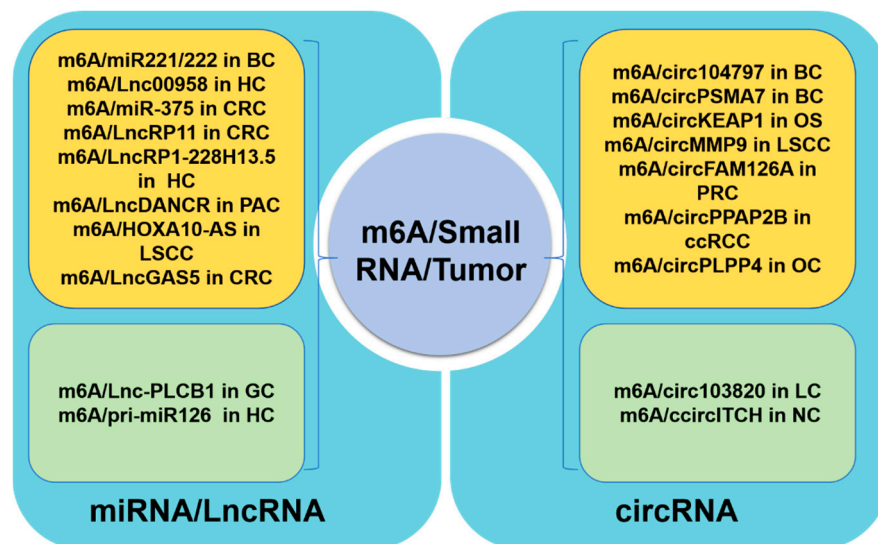 m6A/miR221/222 in BC
m6A/Lnc00958 in HC
m6A/miR-375 in CRC
m6A/LncRP11 in CRC
m6A/LncRP1-228H13.5
in HC
m6A/LncDANCR in PAC
m6A/HOXA10-AS in
LSCC
m6A/LncGAS5 in CRC
m6A/Lnc-PLCB1 in GC
m6A/pri-miR126 in HC
miRNA/LncRNA
m6A/Small
RNA/Tumor
m6A/circ104797 in BC
m6A/circPSMA7 in BC
m6A/circKEAP1 in OS
m6A/circMMP9 in LSCC
m6A/circFAM126A in
PRC
m6A/circPPAP2B in
ccRCC
m6A/circPLPP4 in OC
m6A/circ103820 in LC
m6A/ccircITCH in NC
circRNA